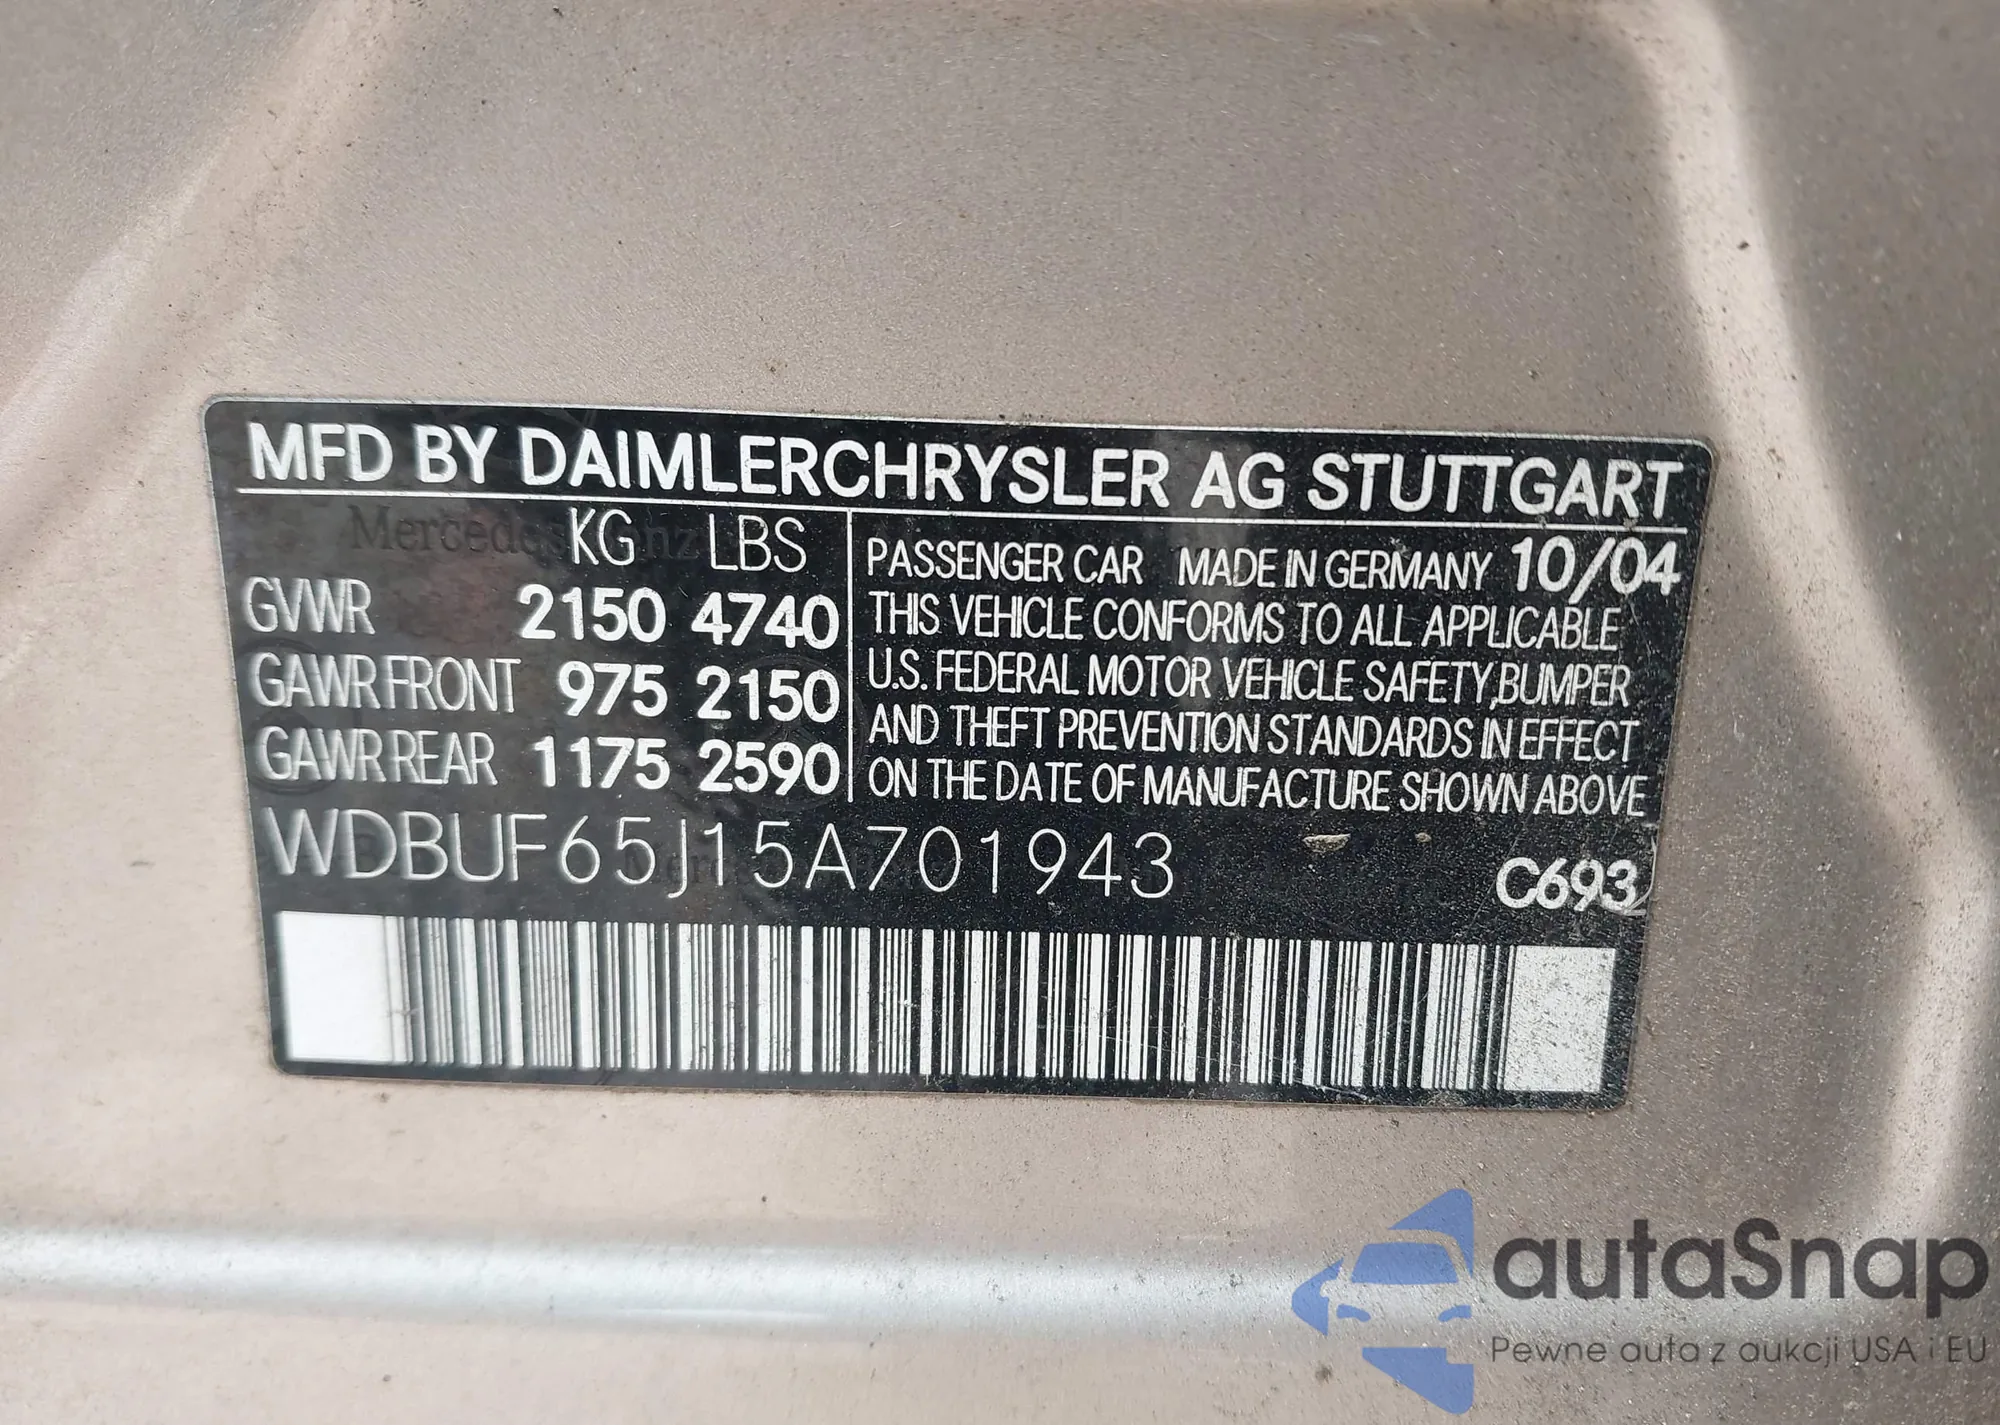 MFD BY DAIMLERCHRYSLER AG STUTTGART
KG LBS
GVWR 2150 4740
GAWR FRONT 975 2150
GAWR REAR 1175 2590
PASSENGER CAR MADE IN GERMANY 10/04
THIS VEHICLE CONFORMS TO ALL APPLICABLE
U.S. FEDERAL MOTOR VEHICLE SAFETY, BUMPER
AND THEFT PREVENTION STANDARDS IN EFFECT
ON THE DATE OF MANUFACTURE SHOWN ABOVE
WDBUF65J15A701943
C693
autaSnap
Pewne auta z aukcji USA i EU